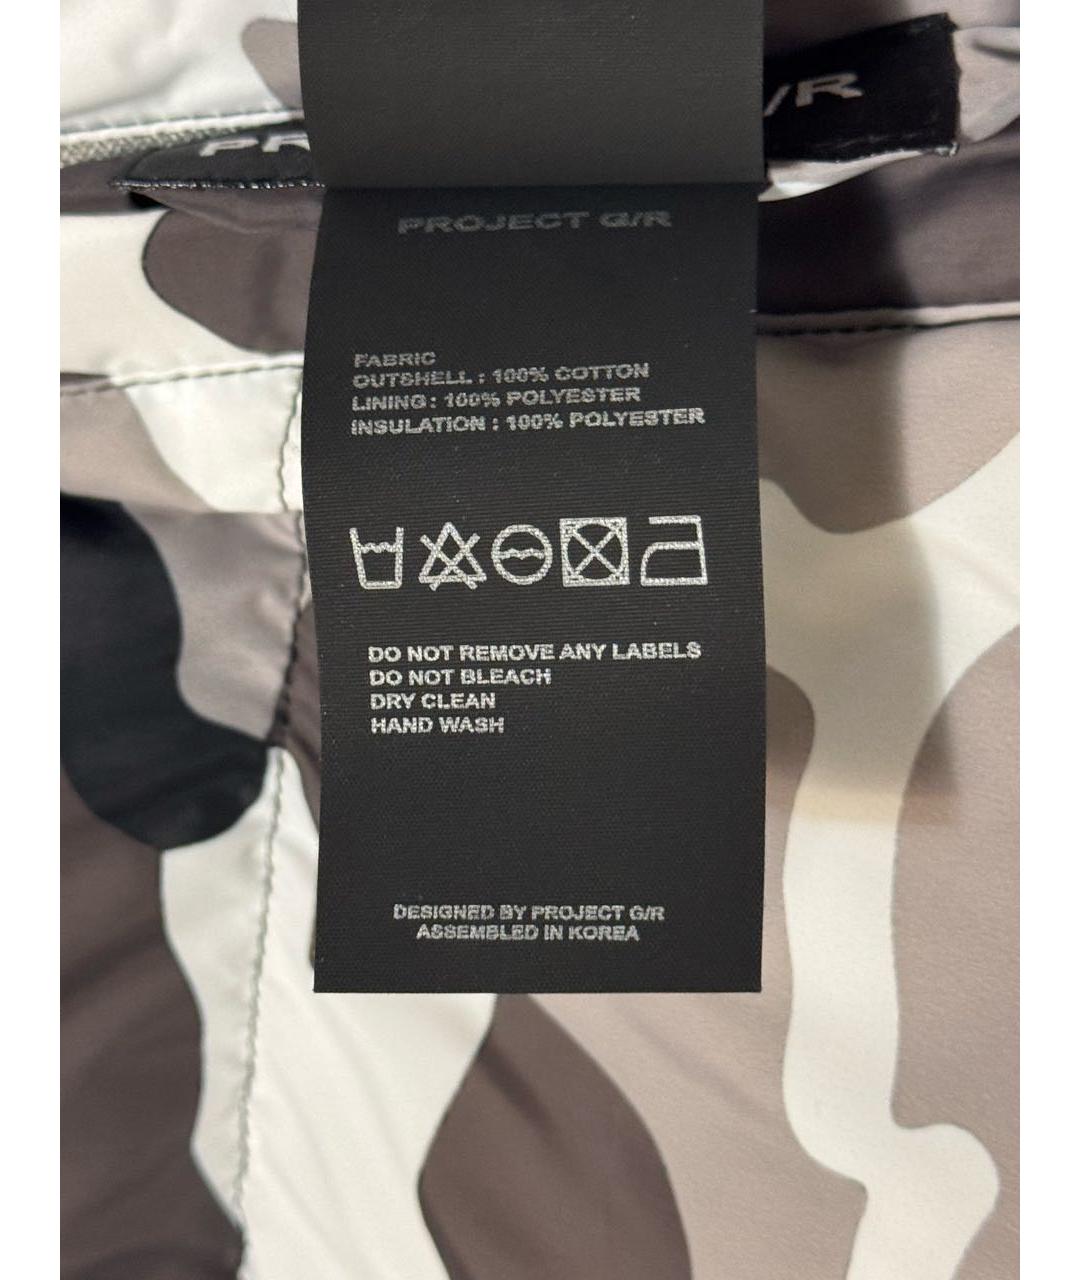 PR
/R
PROJECT G/R
FABRIC
OUTSHELL : 100% COTTON
LINING : 100% POLYESTER
INSULATION : 100% POLYESTER
DO NOT REMOVE ANY LABELS
DO NOT BLEACH
DRY CLEAN
HAND WASH
DESIGNED BY PROJECT G/R
ASSEMBLED IN KOREA